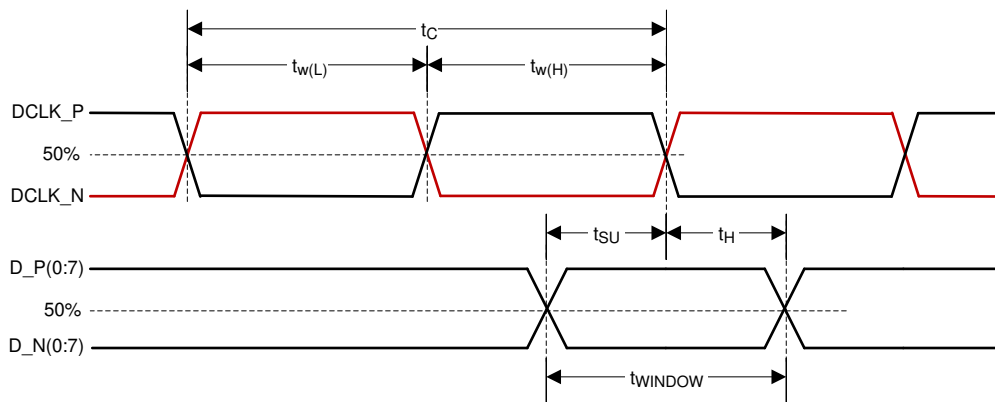 tC
tw(L)
tw(H)
DCLK_P
50%
DCLK_N
tSU
tH
D_P(0:7)
50%
D_N(0:7)
tWINDOW